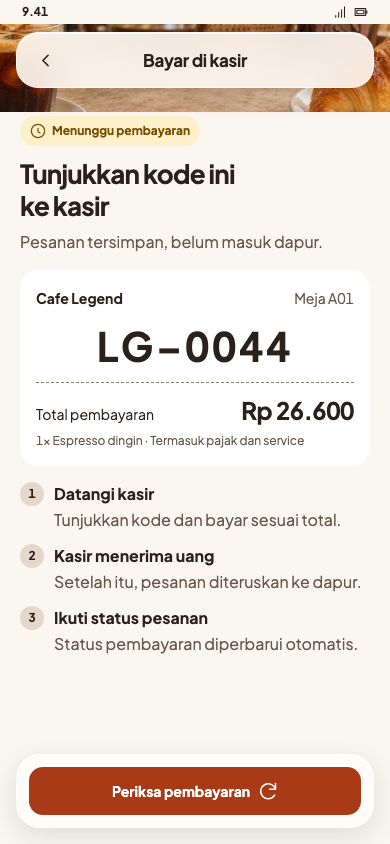 9.41
Bayar di kasir
Menunggu pembayaran
Tunjukkan kode ini
ke kasir
Pesanan tersimpan, belum masuk dapur.
Cafe Legend
Meja A01
LG–0044
Total pembayaran
Rp 26.600
1× Espresso dingin · Termasuk pajak dan service
1
Datangi kasir
Tunjukkan kode dan bayar sesuai total.
2
Kasir menerima uang
Setelah itu, pesanan diteruskan ke dapur.
3
Ikuti status pesanan
Status pembayaran diperbarui otomatis.
Periksa pembayaran